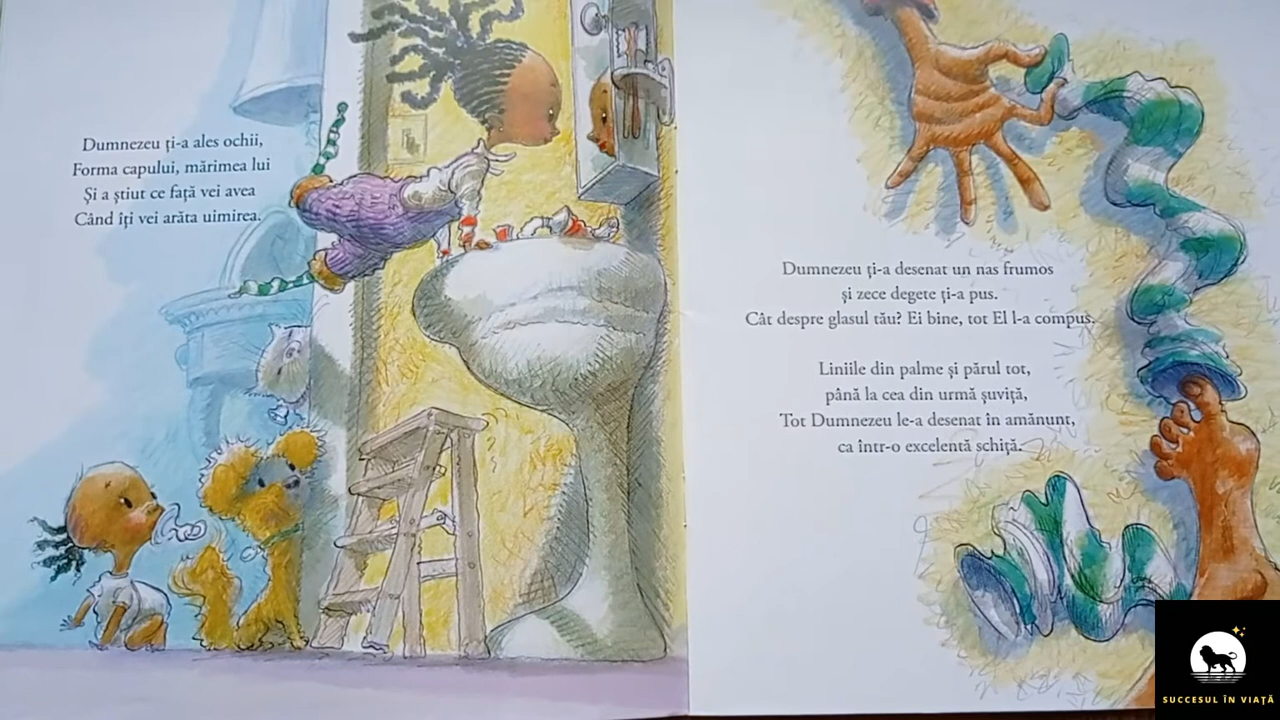 Dumnezeu ți-a ales ochii,
Forma capului, mărimea lui
Și a știut ce față vei avea
Când îți vei arăta uimirea.
Dumnezeu ți-a desenat un nas frumos
și zece degete ți-a pus.
Cât despre glasul tău? Ei bine, tot El l-a compus.
Liniile din palme și părul tot,
până la cea din urmă șuviță,
Tot Dumnezeu le-a desenat în amănunt,
ca într-o excelentă schiță.
SUCCESUL ÎN VIAȚĂ